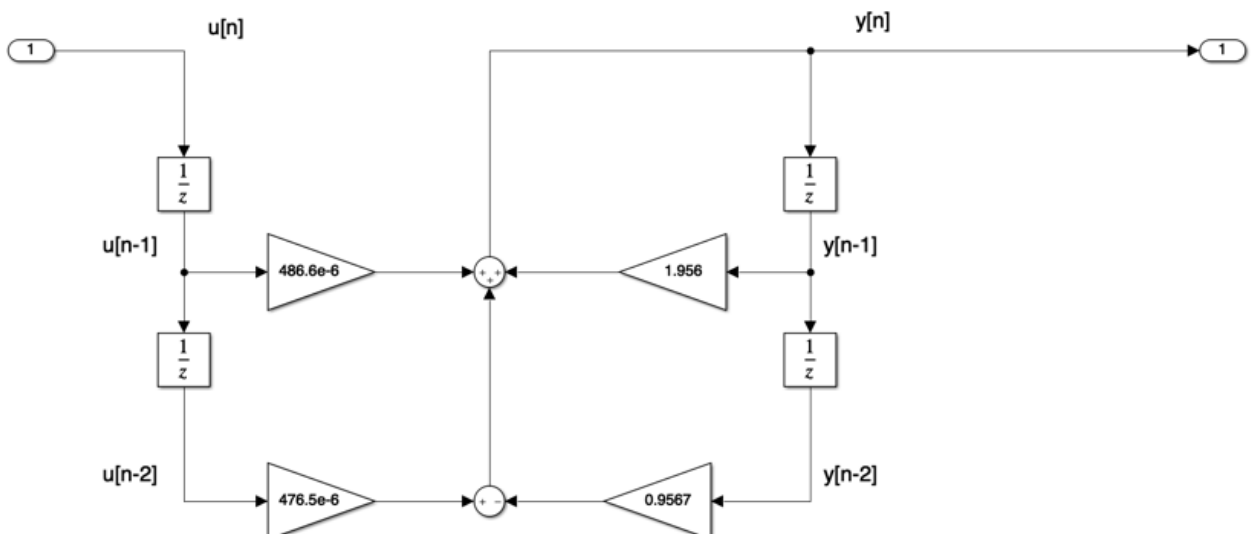 u[n]
y[n]
1
1
1
z
1
z
u[n-1]
486.6e-6
+ +
+
1.956
y[n-1]
1
z
1
z
u[n-2]
476.5e-6
+ −
0.9567
y[n-2]